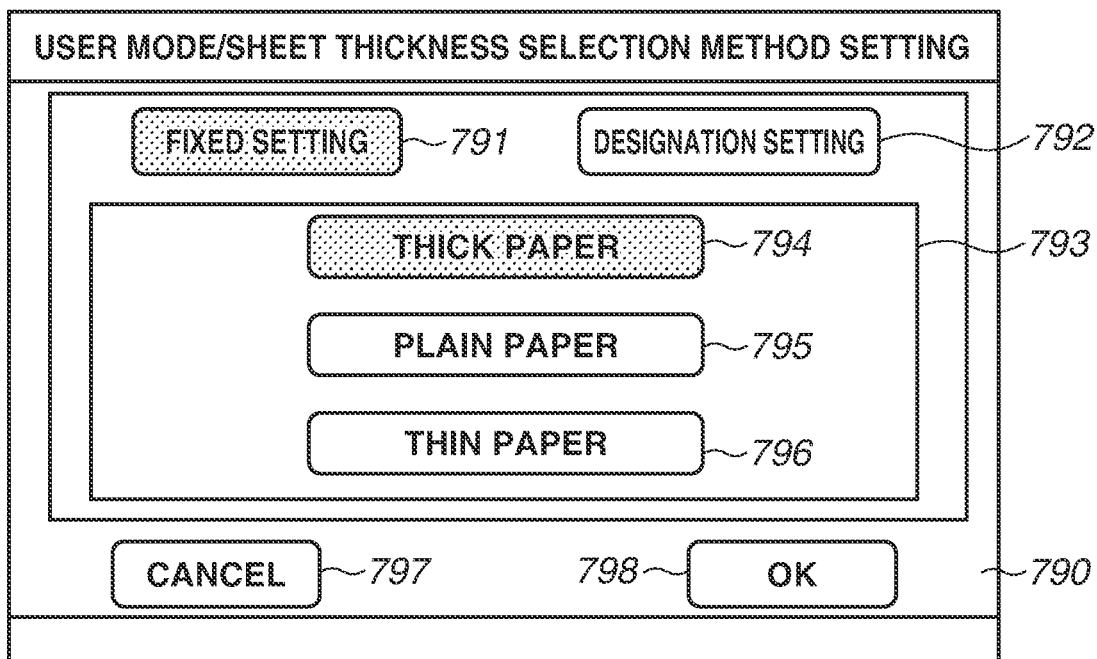 USER MODE/SHEET THICKNESS SELECTION METHOD SETTING
FIXED SETTING 791 DESIGNATION SETTING 792
THICK PAPER 794 793
PLAIN PAPER 795
THIN PAPER 796
CANCEL 797 798 OK 790